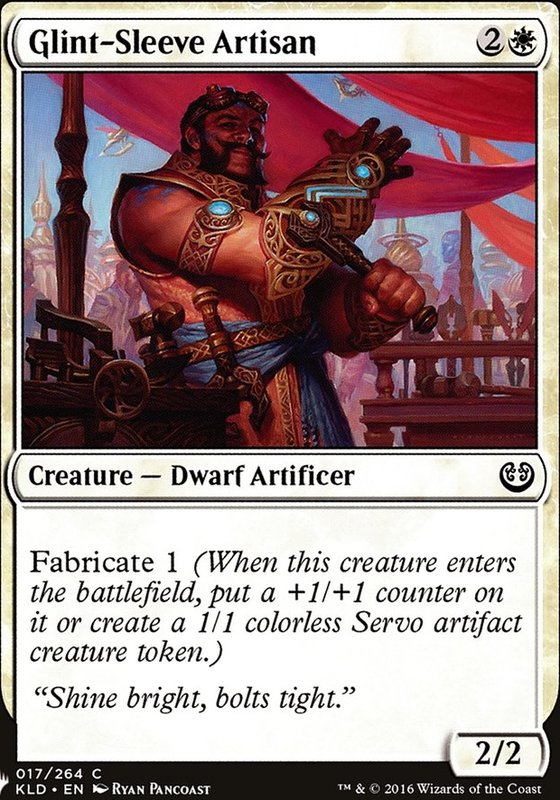 Glint-Sleeve Artisan 2
Creature — Dwarf Artificer
Fabricate 1 (When this creature enters
the battlefield, put a +1/+1 counter on
it or create a 1/1 colorless Servo artifact
creature token.)
“Shine bright, bolts tight.”
2/2
017/264 C
KLD • EN Ryan Pancoast
™ & © 2016 Wizards of the Coast